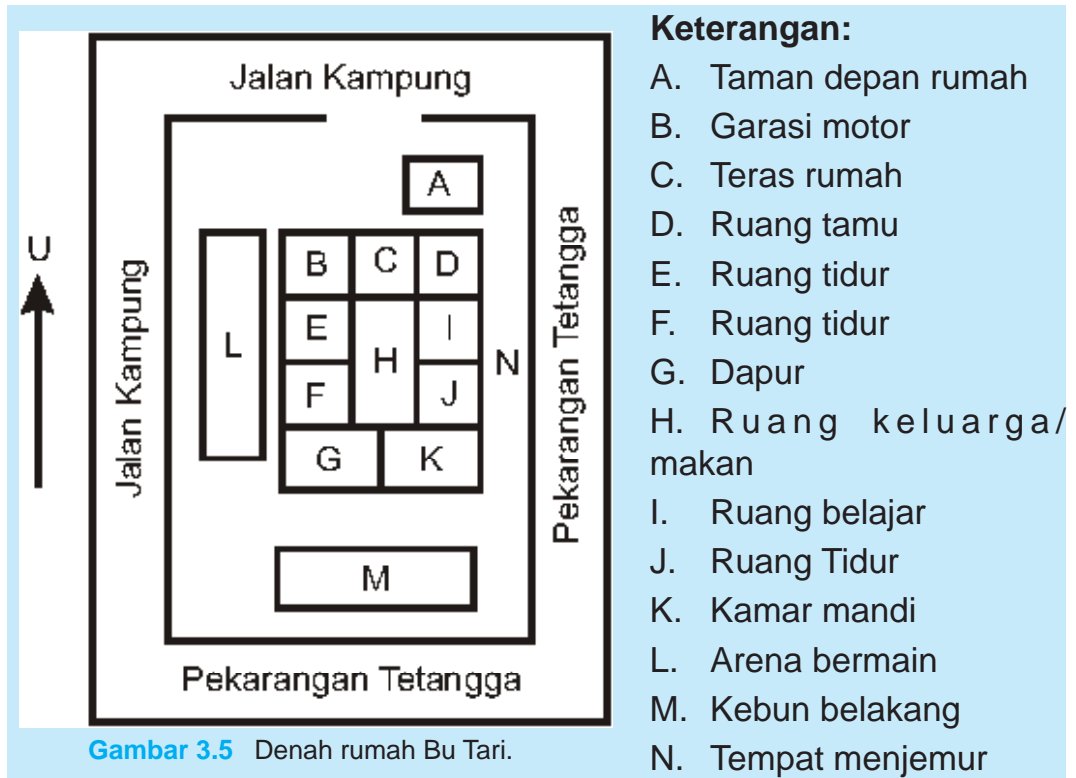 Jalan Kampung
A
U
Jalan Kampung
L
B
C
D
E
H
I
F
J
G
K
N
Pekarangan Tetangga
M
Pekarangan Tetangga
Gambar 3.5 Denah rumah Bu Tari.
Keterangan:
A. Taman depan rumah
B. Garasi motor
C. Teras rumah
D. Ruang tamu
E. Ruang tidur
F. Ruang tidur
G. Dapur
H. Ruang keluarga/
makan
I. Ruang belajar
J. Ruang Tidur
K. Kamar mandi
L. Arena bermain
M. Kebun belakang
N. Tempat menjemur